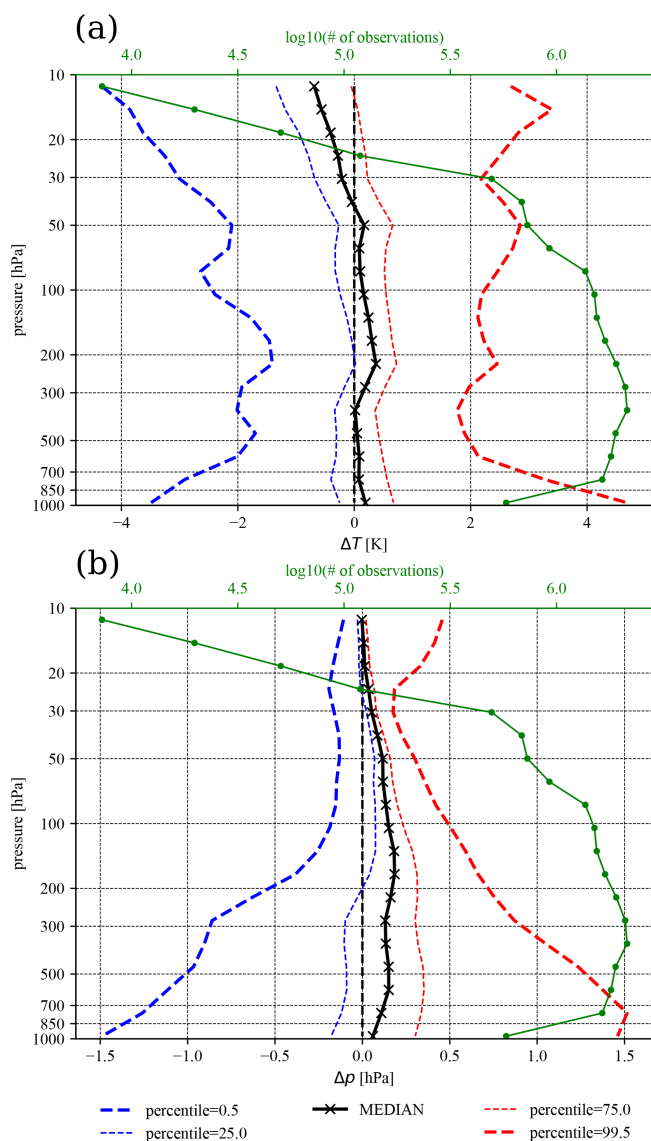 (a)
log10(# of observations)
4.0 4.5 5.0 5.5 6.0
10
20
30
50
100
200
300
500
700
850
1000
pressure [hPa]
−4 −2 0 2 4
ΔT [K]
(b)
log10(# of observations)
4.0 4.5 5.0 5.5 6.0
10
20
30
50
100
200
300
500
700
850
1000
pressure [hPa]
−1.5 −1.0 −0.5 0.0 0.5 1.0 1.5
Δp [hPa]
percentile=0.5 MEDIAN percentile=75.0
percentile=25.0 percentile=99.5